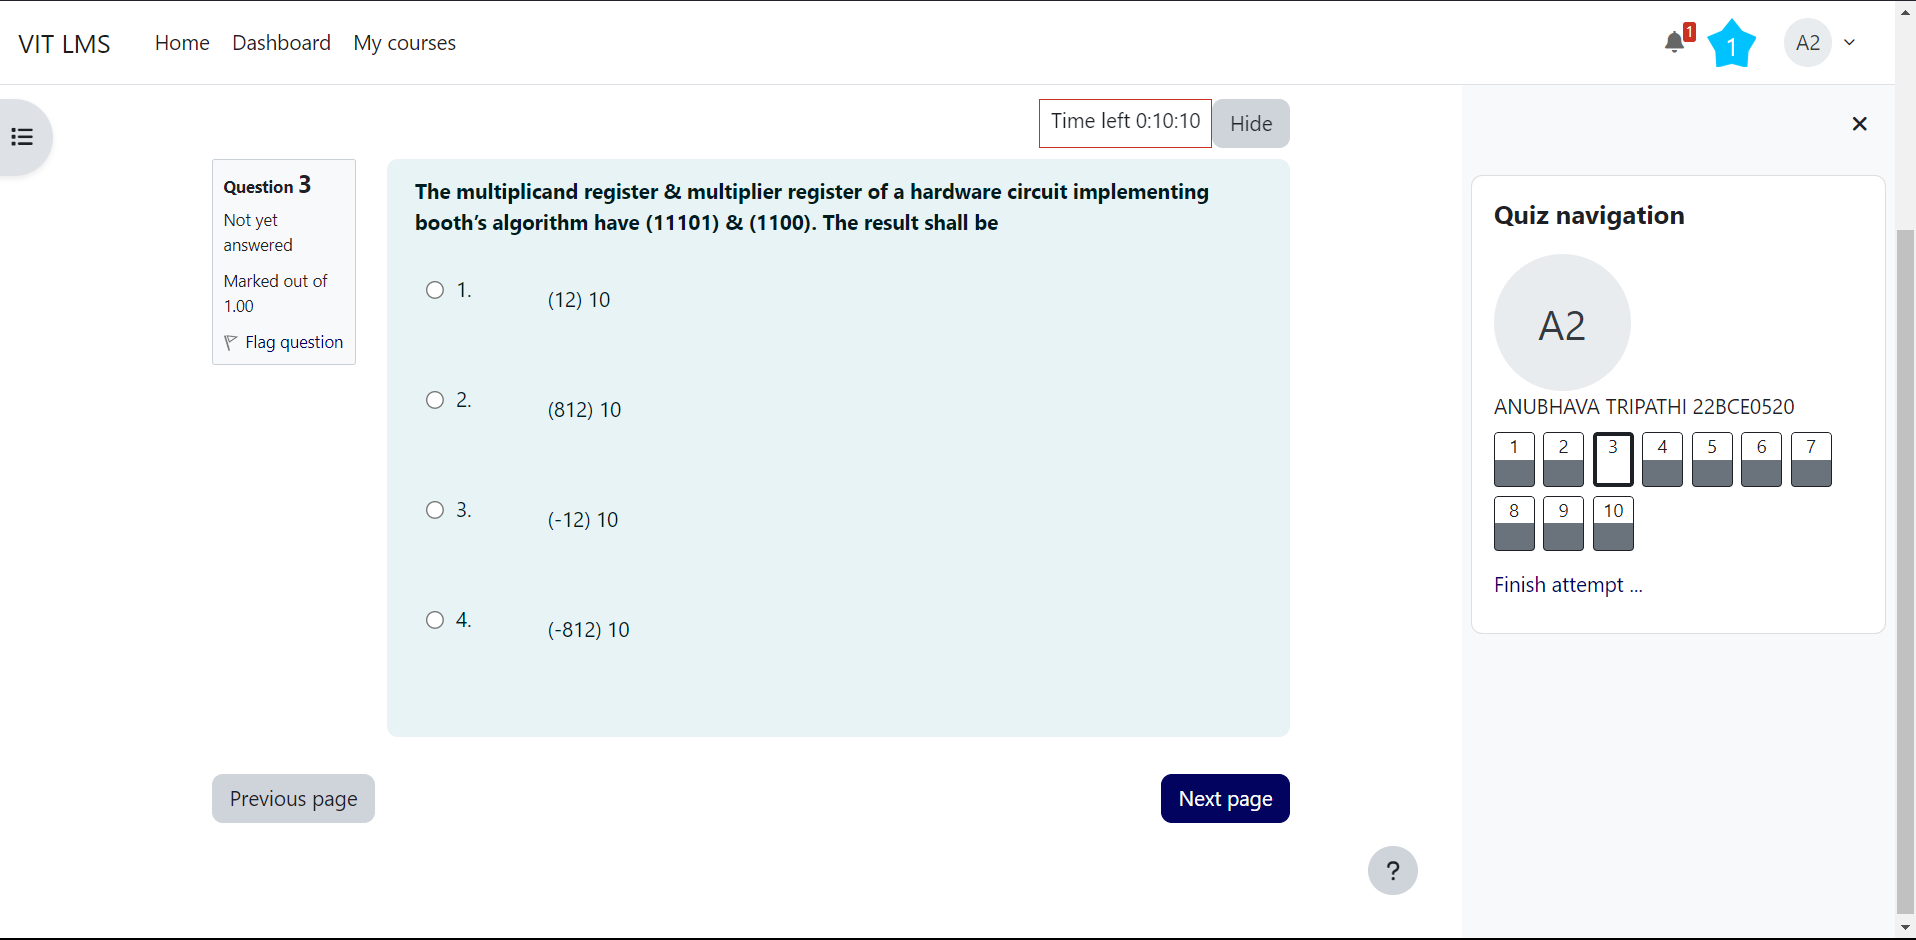 VIT LMS Home Dashboard My courses 1 1 A2
Time left 0:10:10 Hide
Question 3
Not yet
answered
Marked out of
1.00
Flag question
The multiplicand register & multiplier register of a hardware circuit implementing
booth’s algorithm have (11101) & (1100). The result shall be
1. (12) 10
2. (812) 10
3. (-12) 10
4. (-812) 10
Previous page Next page
?
Quiz navigation
A2
ANUBHAVA TRIPATHI 22BCE0520
1 2 3 4 5 6 7
8 9 10
Finish attempt ...